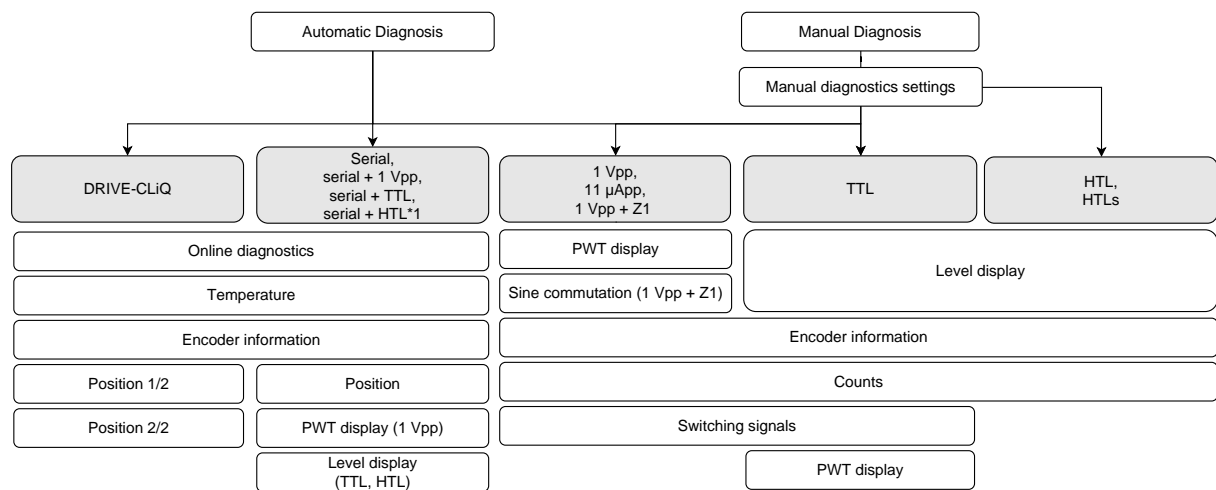 Automatic Diagnosis
Manual Diagnosis
Manual diagnostics settings
DRIVE-CLiQ
Serial,
serial + 1 Vpp,
serial + TTL,
serial + HTL*1
1 Vpp,
11 µApp,
1 Vpp + Z1
TTL
HTL,
HTLs
Online diagnostics
PWT display
Level display
Temperature
Sine commutation (1 Vpp + Z1)
Encoder information
Encoder information
Position 1/2
Position
Counts
Position 2/2
PWT display (1 Vpp)
Switching signals
Level display
(TTL, HTL)
PWT display